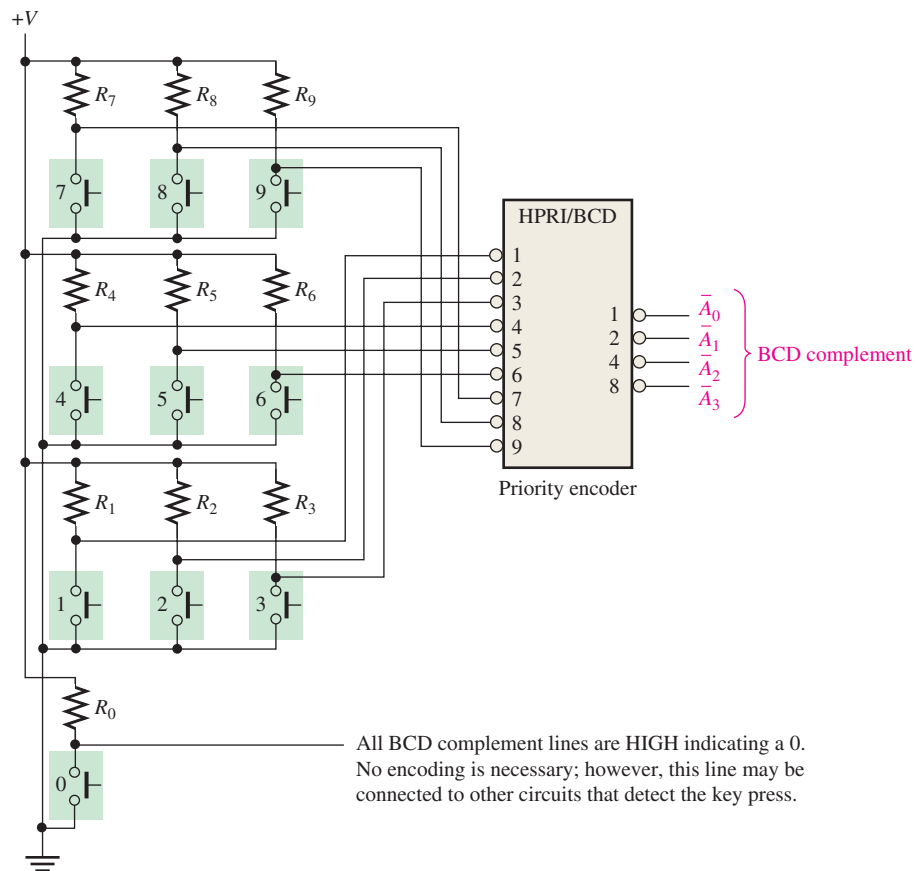 +V
R7 R8 R9
7 8 9
HPRI/BCD
R4 R5 R6
1
2
3
4
5
6
7
8
9
1
2
4
8
A̅0
A̅1
A̅2
A̅3
BCD complement
4 5 6
Priority encoder
R1 R2 R3
1 2 3
R0
0
All BCD complement lines are HIGH indicating a 0.
No encoding is necessary; however, this line may be
connected to other circuits that detect the key press.